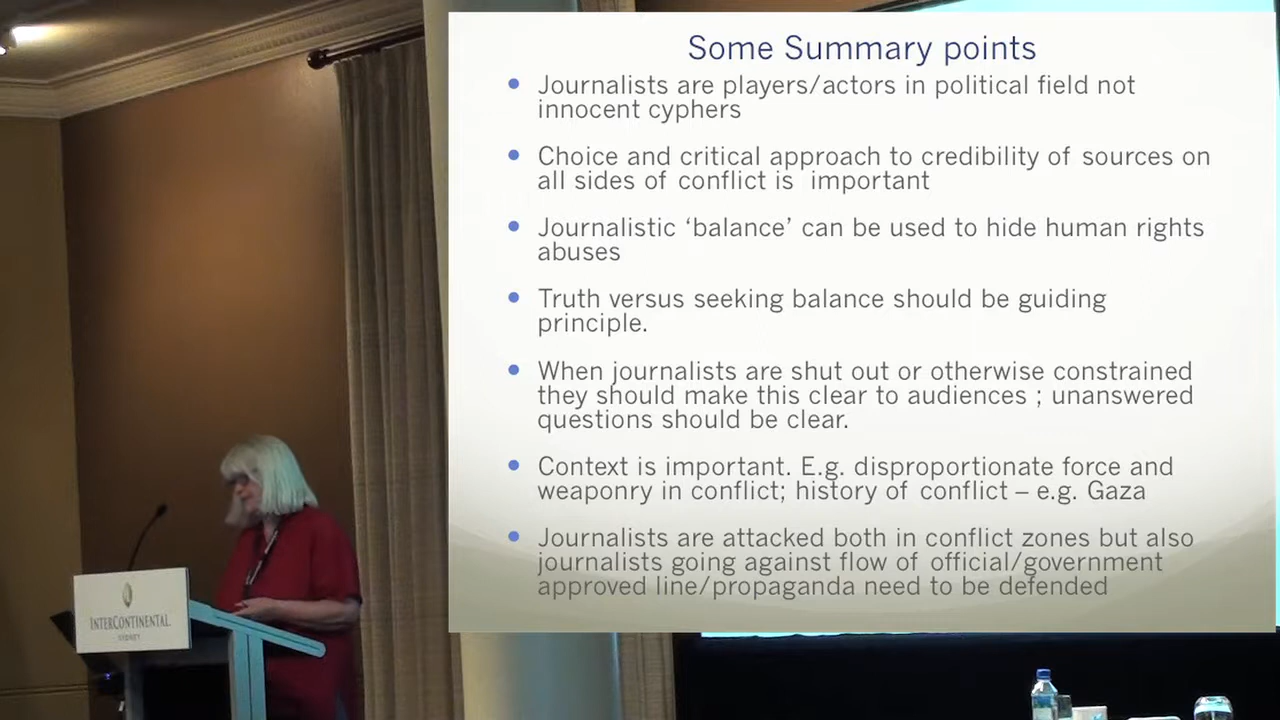 Some Summary points
• Journalists are players/actors in political field not
innocent cyphers
• Choice and critical approach to credibility of sources on
all sides of conflict is  important
• Journalistic ‘balance’ can be used to hide human rights
abuses
• Truth versus seeking balance should be guiding
principle.
• When journalists are shut out or otherwise constrained
they should make this clear to audiences ; unanswered
questions should be clear.
• Context is important. E.g. disproportionate force and
weaponry in conflict; history of conflict – e.g. Gaza
• Journalists are attacked both in conflict zones but also
journalists going against flow of official/government
approved line/propaganda need to be defended
INTERCONTINENTAL.
SYDNEY